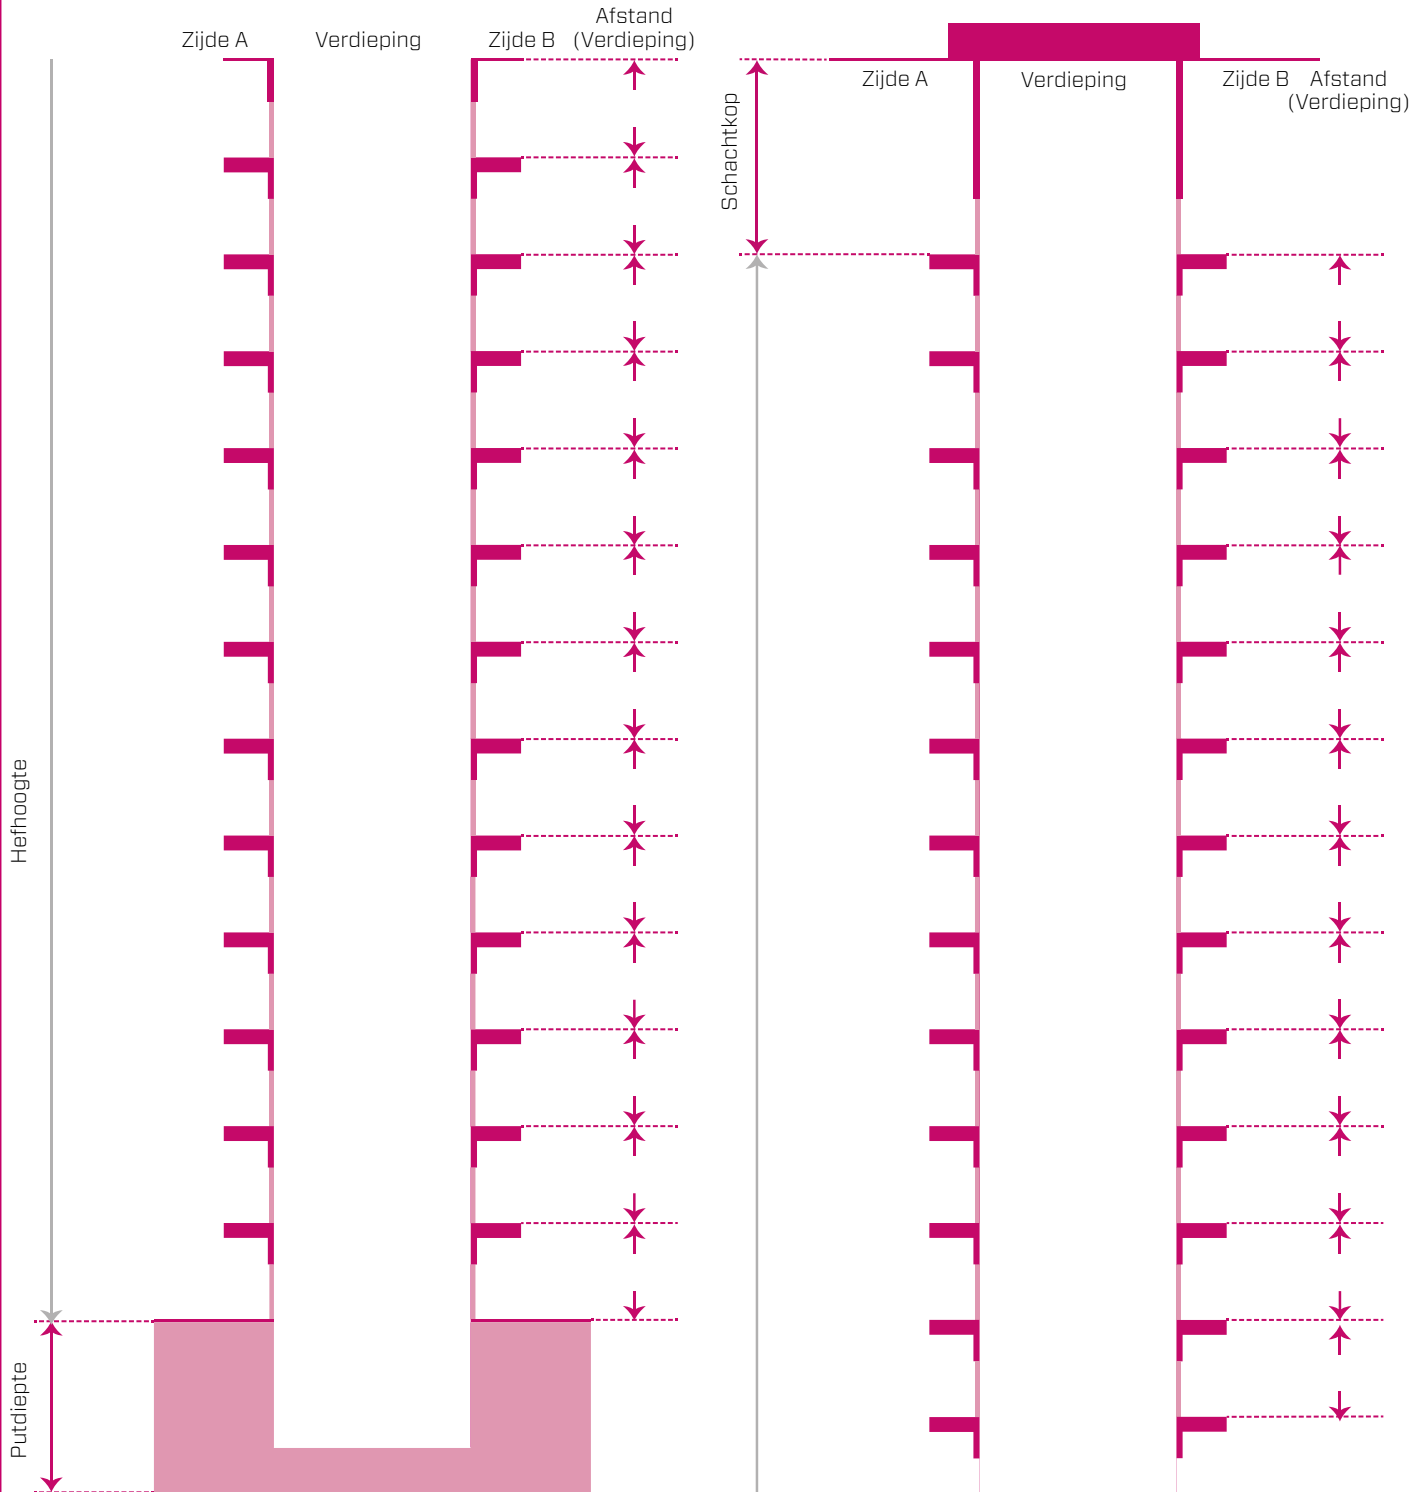 Zijde A
Verdieping
Zijde B
Afstand
(Verdieping)
Hefhoogte
Putdiepte
Schachtkop
Zijde A
Verdieping
Zijde B
Afstand
(Verdieping)